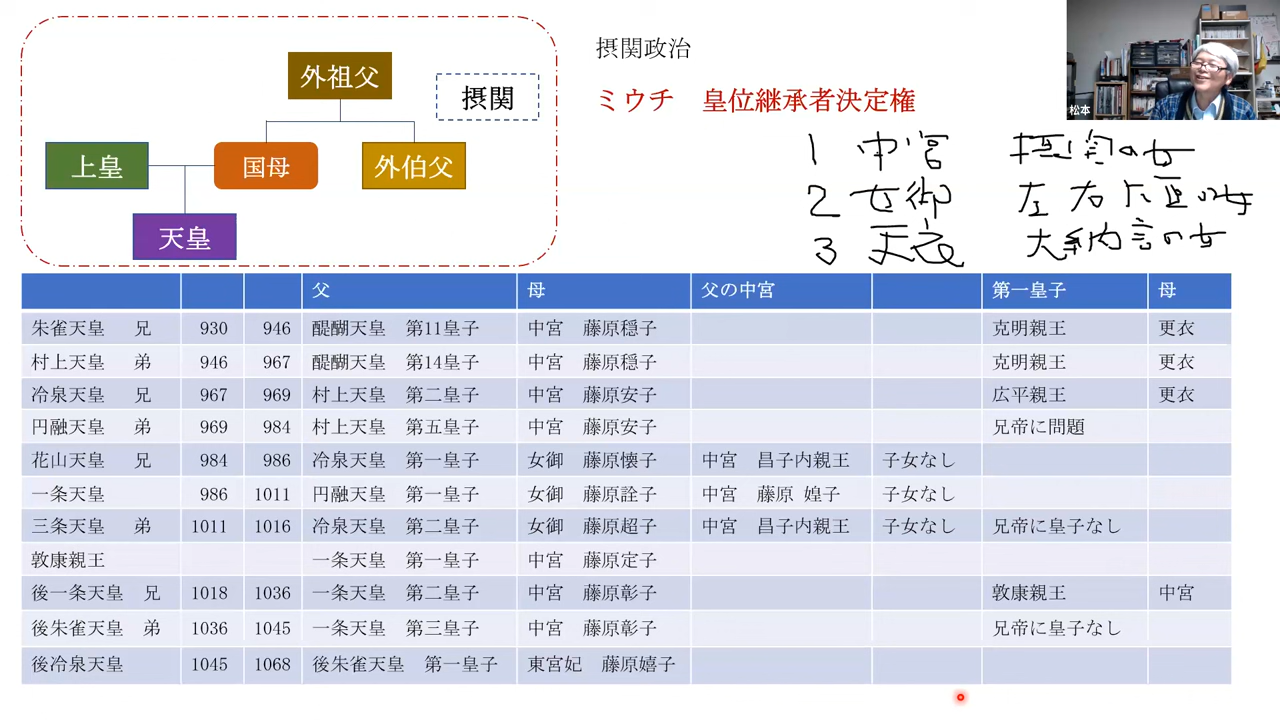 外祖父
摂関
上皇
国母
外伯父
天皇
摂関政治
ミウチ 皇位継承者決定権
松本
1 中宮 摂関の女
2 女御 左右大臣の女
3 更衣 大納言の女
父 母 父の中宮 第一皇子 母
朱雀天皇 兄 930 946 醍醐天皇 第11皇子 中宮 藤原穏子 克明親王 更衣
村上天皇 弟 946 967 醍醐天皇 第14皇子 中宮 藤原穏子 克明親王 更衣
冷泉天皇 兄 967 969 村上天皇 第二皇子 中宮 藤原安子 広平親王 更衣
円融天皇 弟 969 984 村上天皇 第五皇子 中宮 藤原安子 兄帝に問題
花山天皇 兄 984 986 冷泉天皇 第一皇子 女御 藤原懐子 中宮 昌子内親王 子女なし
一条天皇 986 1011 円融天皇 第一皇子 女御 藤原詮子 中宮 藤原 媓子 子女なし
三条天皇 弟 1011 1016 冷泉天皇 第二皇子 女御 藤原超子 中宮 昌子内親王 子女なし 兄帝に皇子なし
敦康親王 一条天皇 第一皇子 中宮 藤原定子
後一条天皇 兄 1018 1036 一条天皇 第二皇子 中宮 藤原彰子 敦康親王 中宮
後朱雀天皇 弟 1036 1045 一条天皇 第三皇子 中宮 藤原彰子 兄帝に皇子なし
後冷泉天皇 1045 1068 後朱雀天皇 第一皇子 東宮妃 藤原嬉子